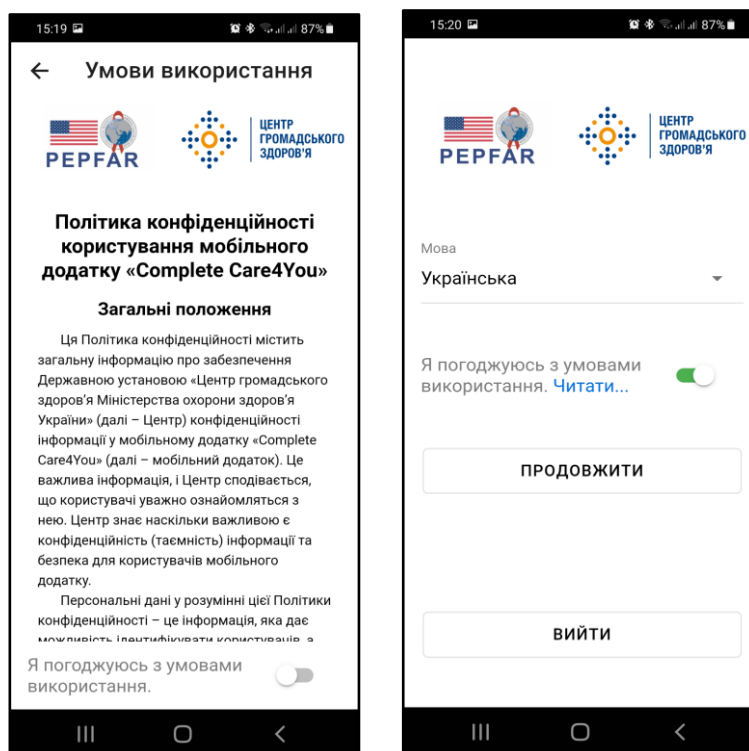 15:19
87%
Умови використання
PEPFAR
ЦЕНТР
ГРОМАДСЬКОГО
ЗДОРОВ'Я
Політика конфіденційності
користування мобільного
додатку «Complete Care4You»
Загальні положення
Ця Політика конфіденційності містить
загальну інформацію про забезпечення
Державною установою «Центр громадського
здоров'я Міністерства охорони здоров'я
України» (далі – Центр) конфіденційності
інформації у мобільному додатку «Complete
Care4You» (далі – мобільний додаток). Це
важлива інформація, і Центр сподівається,
що користувачі уважно ознайомляться з
нею. Центр знає наскільки важливою є
конфіденційність (таємність) інформації та
безпека для користувачів мобільного
додатку.
Персональні дані у розумінні цієї Політики
конфіденційності – це інформація, яка дає
можливість ідентифікувати користувачів, а
Я погоджуюсь з умовами
використання.
15:20
87%
PEPFAR
ЦЕНТР
ГРОМАДСЬКОГО
ЗДОРОВ'Я
Мова
Українська
Я погоджуюсь з умовами
використання. Читати...
ПРОДОВЖИТИ
ВИЙТИ